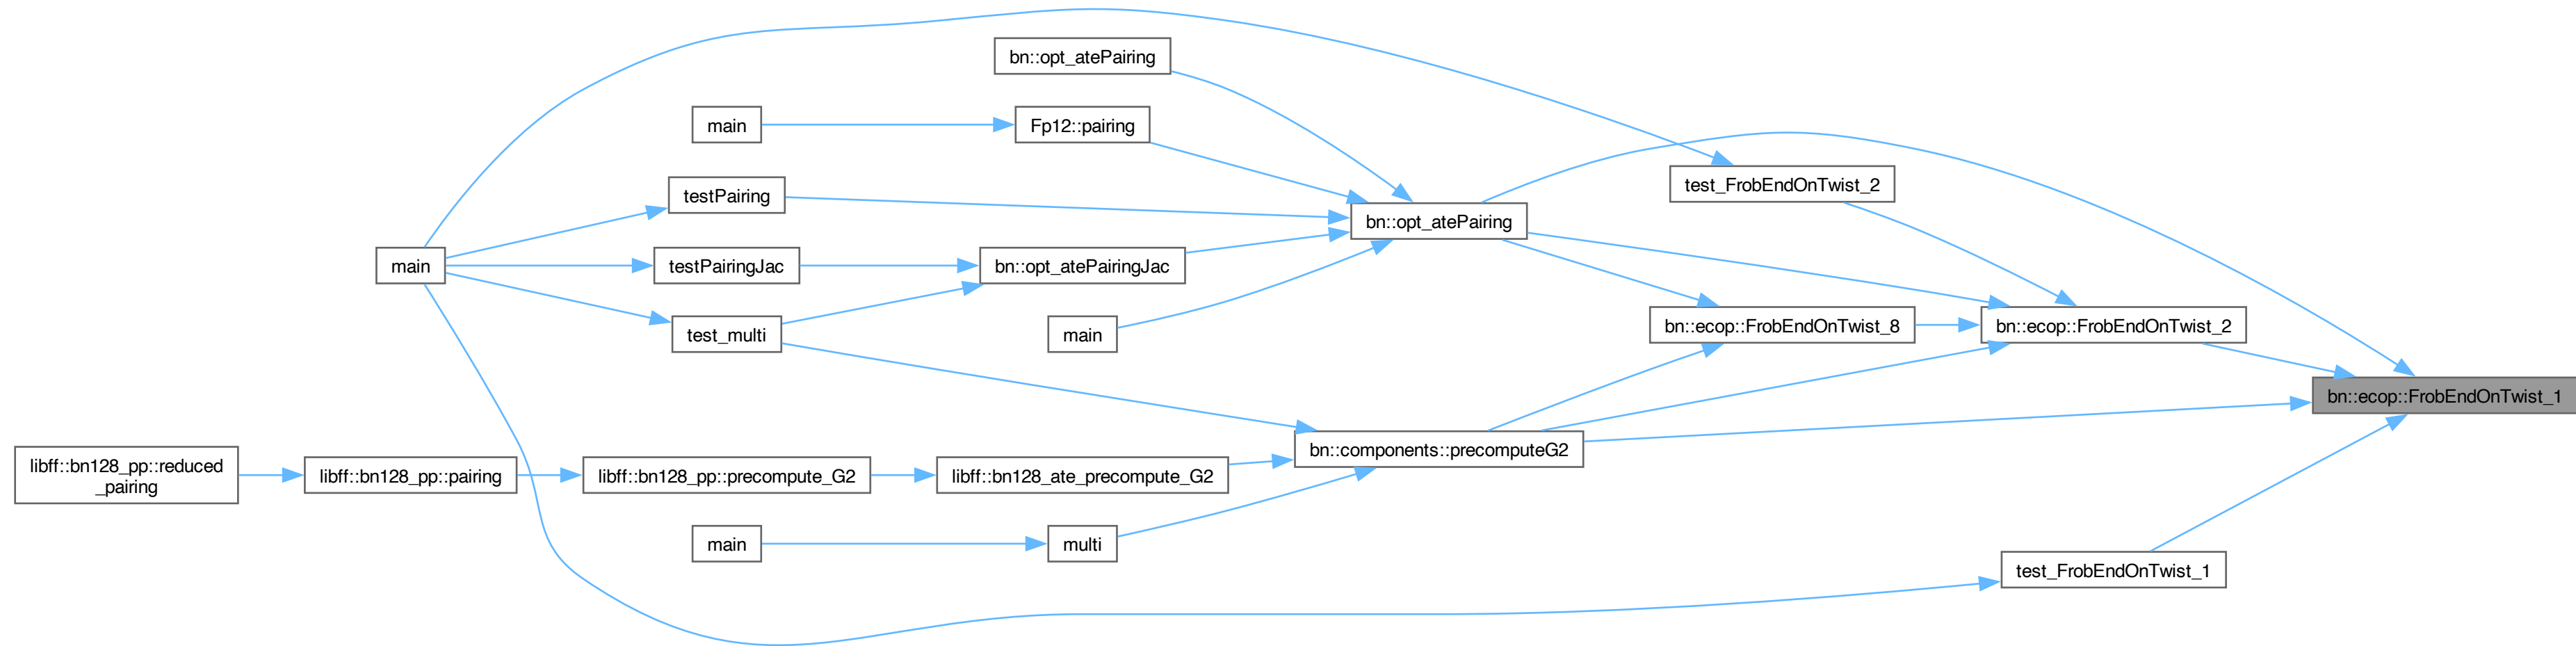 bn::opt_atePairing
main
Fp12::pairing
test_FrobEndOnTwist_2
testPairing
bn::opt_atePairing
main
testPairingJac
bn::opt_atePairingJac
test_multi
main
bn::ecop::FrobEndOnTwist_8
bn::ecop::FrobEndOnTwist_2
bn::ecop::FrobEndOnTwist_1
bn::components::precomputeG2
libff::bn128_pp::reduced
_pairing
libff::bn128_pp::pairing
libff::bn128_pp::precompute_G2
libff::bn128_ate_precompute_G2
main
multi
test_FrobEndOnTwist_1